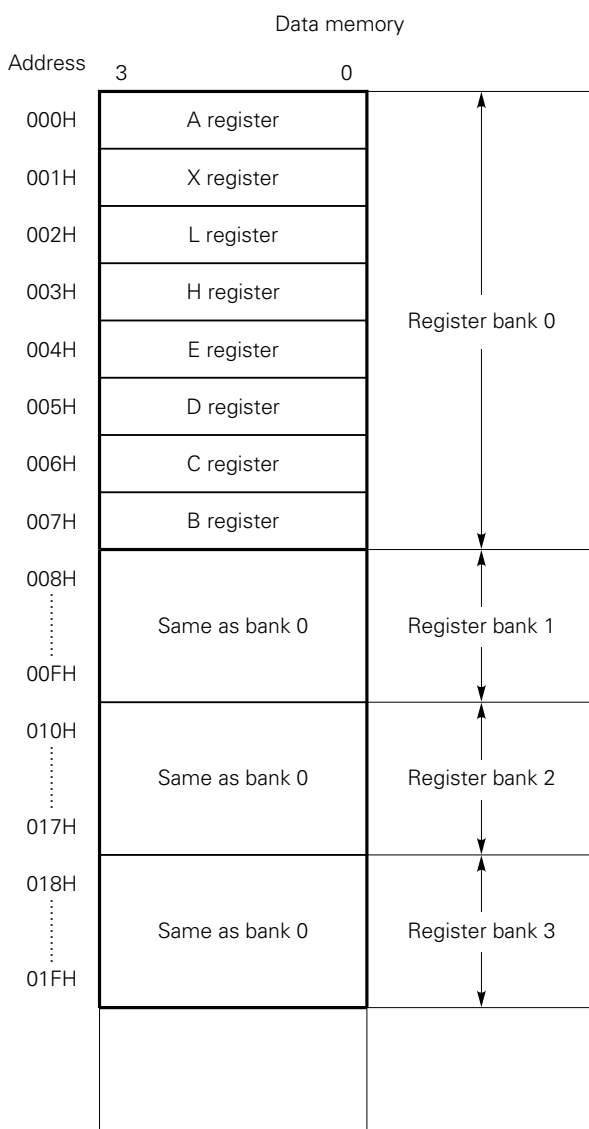 Data memory
Address
3 0
000H A register
001H X register
002H L register
003H H register
Register bank 0
004H E register
005H D register
006H C register
007H B register
008H
Same as bank 0 Register bank 1
00FH
010H
Same as bank 0 Register bank 2
017H
018H
Same as bank 0 Register bank 3
01FH